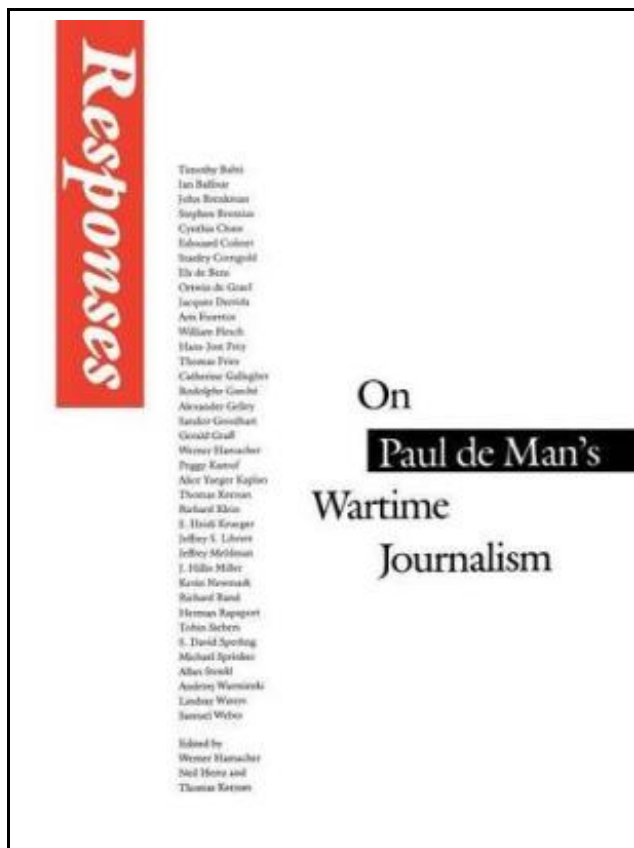 Responses
Timothy Bahti
Ian Balfour
John Brenkman
Stephen Bretzius
Cynthia Chase
Edouard Colinet
Stanley Corngold
Els de Bens
Ortwin de Graef
Jacques Derrida
Aris Fioretos
William Flesch
Hans-Jost Frey
Thomas Fries
Catherine Gallagher
Rodolphe Gasché
Alexander Gelley
Sandor Goodhart
Gerald Graff
Werner Hamacher
Peggy Kamuf
Alice Yaeger Kaplan
Thomas Keenan
Richard Klein
S. Heidi Krueger
Jeffrey S. Librett
Jeffrey Mehlman
J. Hillis Miller
Kevin Newmark
Richard Rand
Herman Rapaport
Tobin Siebers
S. David Sperling
Michael Sprinker
Allan Stoekl
Andrzej Warminski
Lindsay Waters
Samuel Weber
Edited by
Werner Hamacher
Neil Hertz and
Thomas Keenan
On
Paul de Man's
Wartime
Journalism